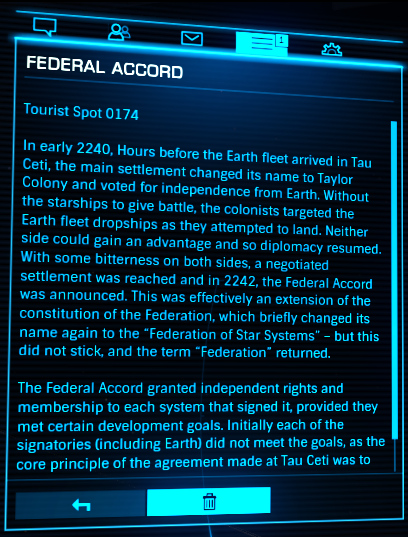 1
FEDERAL ACCORD
Tourist Spot 0174
In early 2240, Hours before the Earth fleet arrived in Tau
Ceti, the main settlement changed its name to Taylor
Colony and voted for independence from Earth. Without
the starships to give battle, the colonists targeted the
Earth fleet dropships as they attempted to land. Neither
side could gain an advantage and so diplomacy resumed.
With some bitterness on both sides, a negotiated
settlement was reached and in 2242, the Federal Accord
was announced. This was effectively an extension of the
constitution of the Federation, which briefly changed its
name again to the “Federation of Star Systems” – but this
did not stick, and the term “Federation” returned.
The Federal Accord granted independent rights and
membership to each system that signed it, provided they
met certain development goals. Initially each of the
signatories (including Earth) did not meet the goals, as the
core principle of the agreement made at Tau Ceti was to